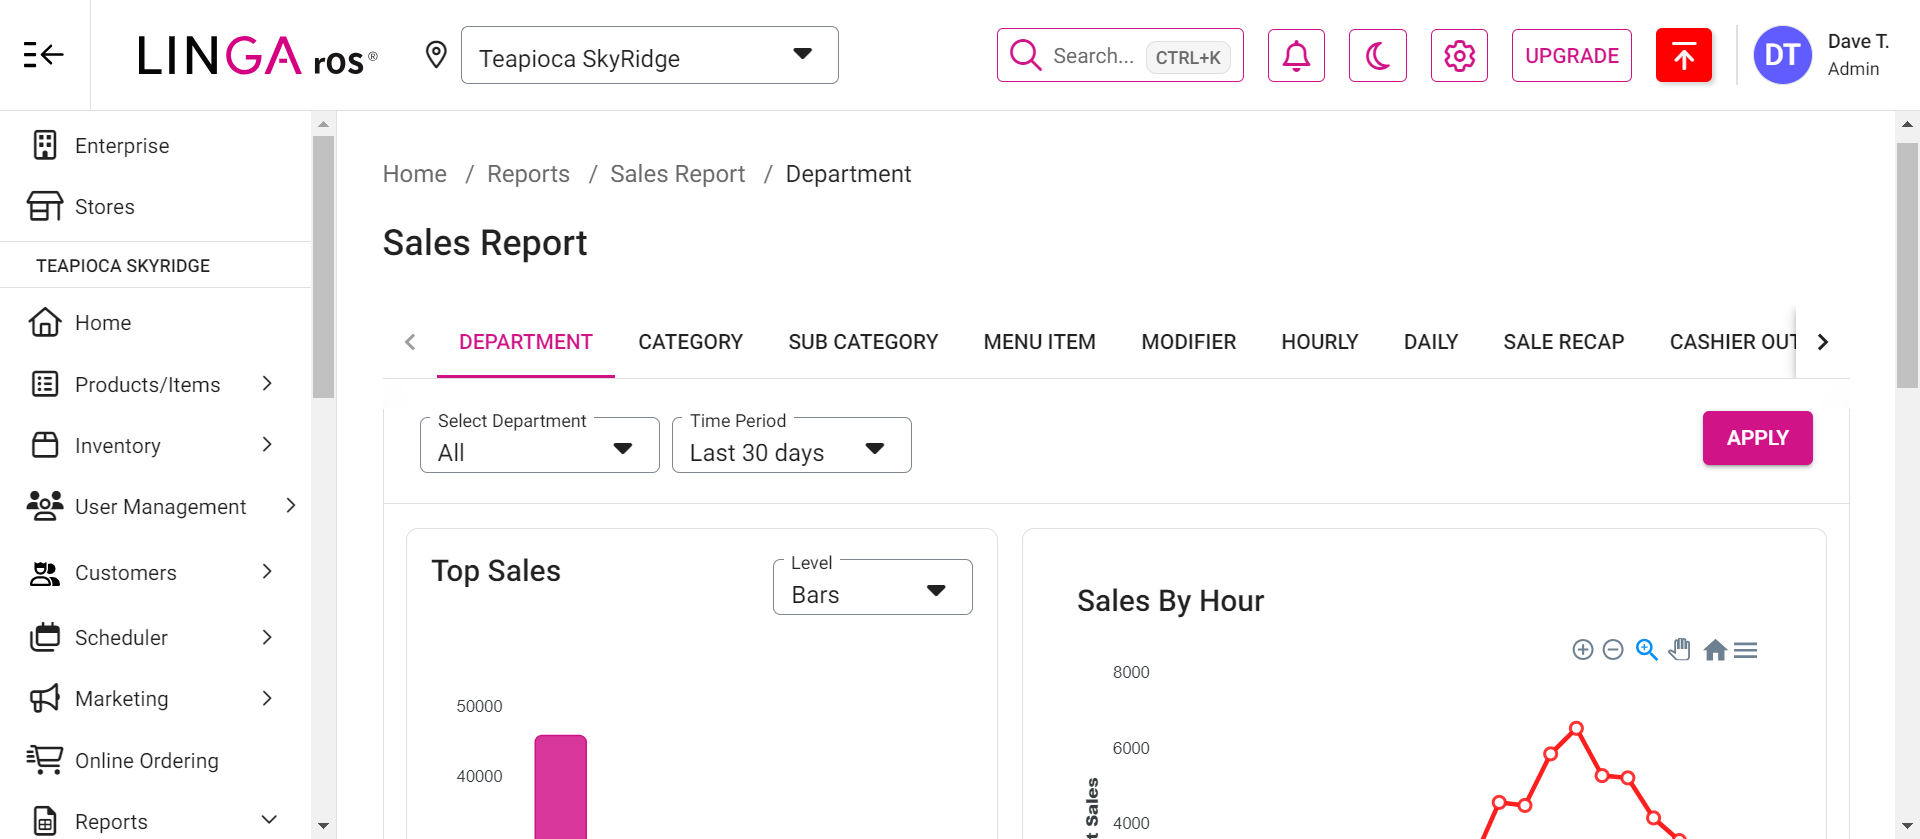 LINGA ros®
Teapioca SkyRidge
Search... CTRL+K
UPGRADE
DT
Dave T.
Admin
Enterprise
Stores
TEAPIOCA SKYRIDGE
Home
Products/Items
Inventory
User Management
Customers
Scheduler
Marketing
Online Ordering
Reports
Home / Reports / Sales Report / Department
Sales Report
DEPARTMENT CATEGORY SUB CATEGORY MENU ITEM MODIFIER HOURLY DAILY SALE RECAP CASHIER OUT
Select Department
All
Time Period
Last 30 days
APPLY
Top Sales
Level
Bars
50000
40000
Sales By Hour
8000
6000
4000
t Sales